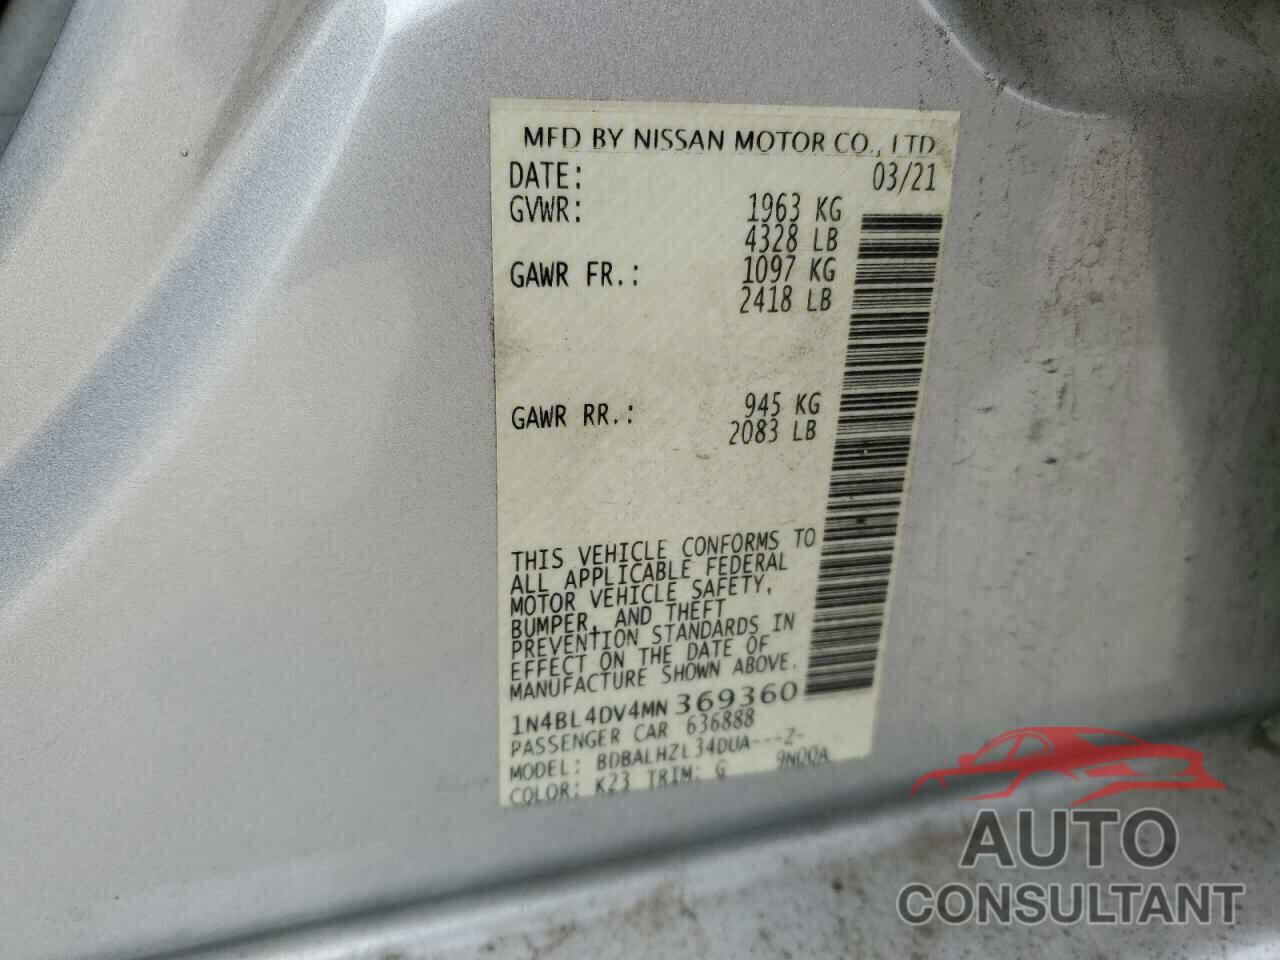 MFD BY NISSAN MOTOR CO., LTD.
DATE: 03/21
GVWR: 1963 KG
4328 LB
GAWR FR.: 1097 KG
2418 LB
GAWR RR.: 945 KG
2083 LB
THIS VEHICLE CONFORMS TO
ALL APPLICABLE FEDERAL
MOTOR VEHICLE SAFETY,
BUMPER, AND THEFT
PREVENTION STANDARDS IN
EFFECT ON THE DATE OF
MANUFACTURE SHOWN ABOVE.
1N4BL4DV4MN369360
PASSENGER CAR 636888
MODEL: BDBALHZL34DUA---Z-
COLOR: K23 TRIM: G
AUTO
CONSULTANT